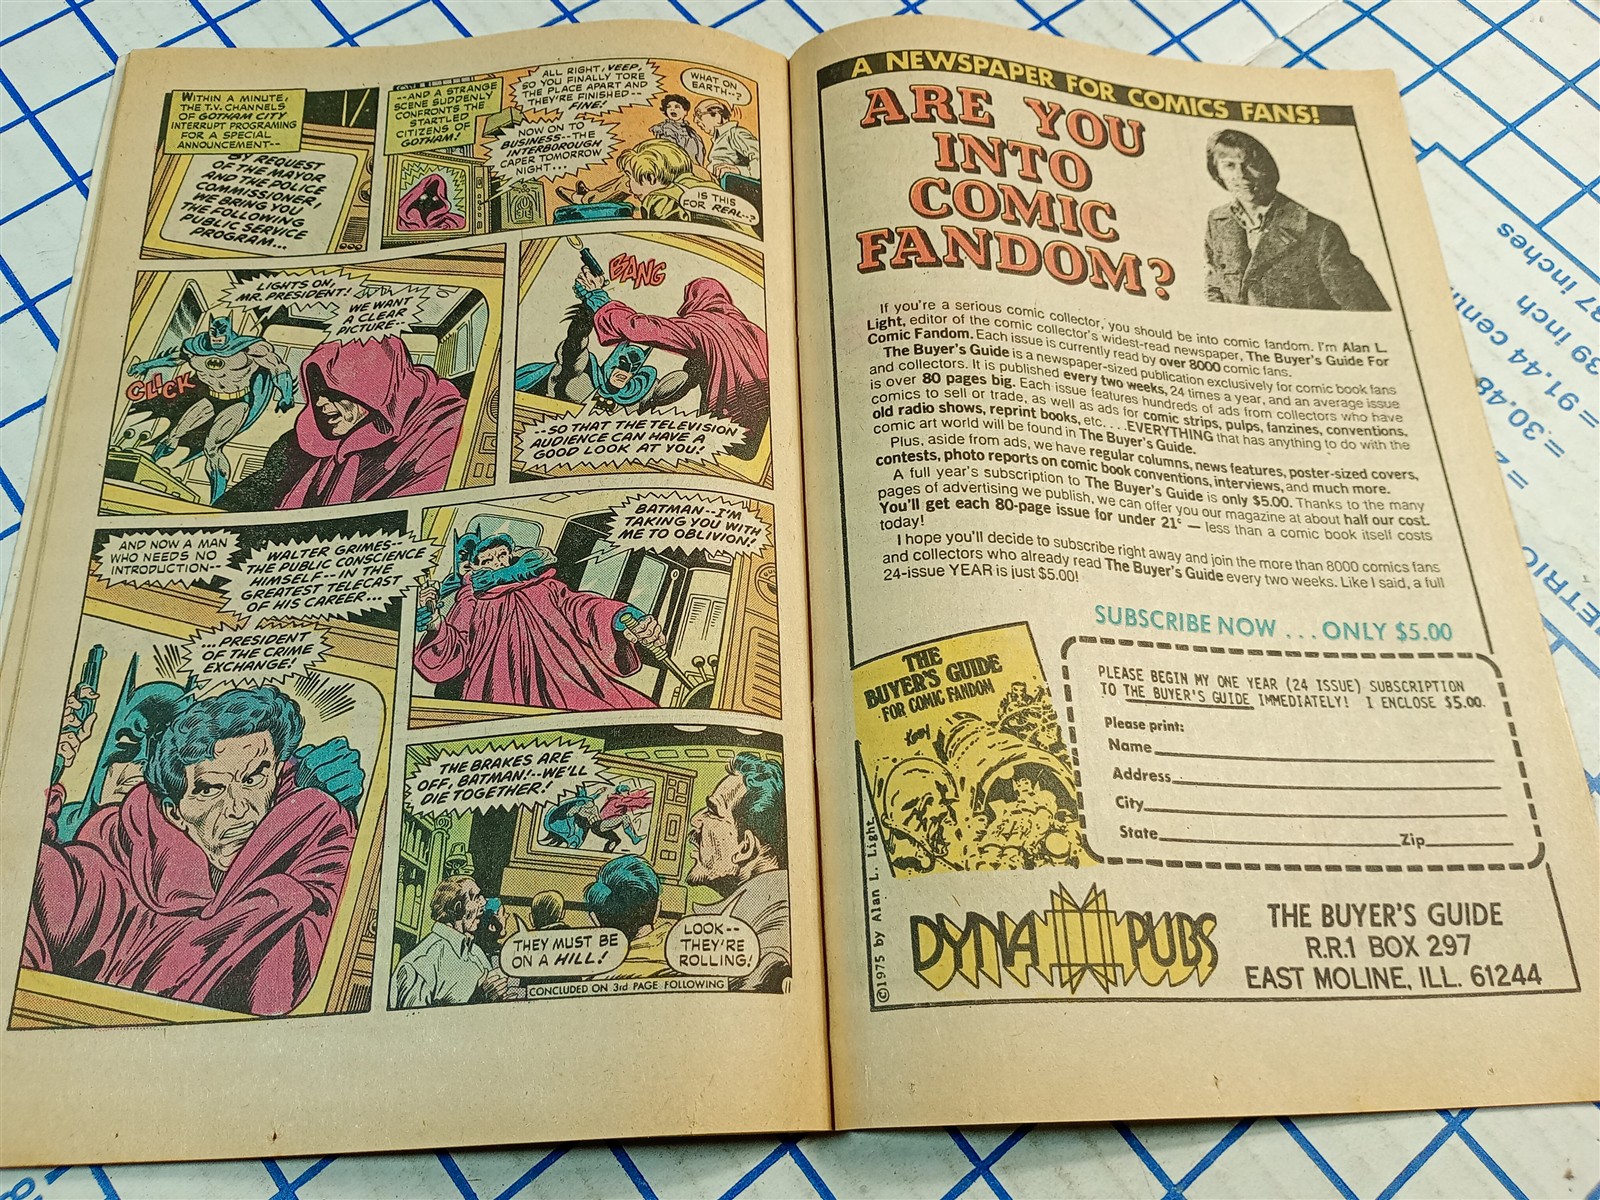 WITHIN A MINUTE,
THE T.V. CHANNELS
OF GOTHAM CITY
INTERRUPT PROGRAMING
FOR A SPECIAL
ANNOUNCEMENT--
BY REQUEST
OF THE MAYOR
AND THE POLICE
COMMISSIONER,
WE BRING YOU
THE FOLLOWING
PUBLIC SERVICE
PROGRAM...
--AND A STRANGE
SCENE SUDDENLY
CONFRONTS THE
STARTLED
CITIZENS OF
GOTHAM!
ALL RIGHT, VEEP,
SO YOU FINALLY TORE
THE PLACE APART AND
THEY'RE FINISHED--
FINE!
NOW ON TO
BUSINESS--THE
INTERBOROUGH
CAPER TOMORROW
NIGHT...
WHAT ON
EARTH--?
IS THIS
FOR REAL--?
LIGHTS ON,
MR. PRESIDENT!
WE WANT
A CLEAR
PICTURE--
CLICK
BANG
--SO THAT THE TELEVISION
AUDIENCE CAN HAVE A
GOOD LOOK AT YOU!
AND NOW A MAN
WHO NEEDS NO
INTRODUCTION--
WALTER GRIMES--
THE PUBLIC CONSCIENCE
HIMSELF--IN THE
GREATEST TELECAST
OF HIS CAREER...
...PRESIDENT
OF THE CRIME
EXCHANGE!
BATMAN--I'M
TAKING YOU WITH
ME TO OBLIVION!
THE BRAKES ARE
OFF, BATMAN!--WE'LL
DIE TOGETHER!
THEY MUST BE
ON A HILL!
LOOK--
THEY'RE
ROLLING!
CONCLUDED ON 3rd PAGE FOLLOWING
11
A NEWSPAPER FOR COMICS FANS!
ARE YOU
INTO
COMIC
FANDOM?
If you're a serious comic collector, you should be into comic fandom. I'm Alan L.
Light, editor of the comic collector's widest-read newspaper, The Buyer's Guide For
Comic Fandom. Each issue is currently read by over 8000 comic fans.
The Buyer's Guide is a newspaper-sized publication exclusively for comic book fans
and collectors. It is published every two weeks, 24 times a year, and an average issue
is over 80 pages big. Each issue features hundreds of ads from collectors who have
comics to sell or trade, as well as ads for comic strips, pulps, fanzines, conventions,
old radio shows, reprint books, etc. . . . EVERYTHING that has anything to do with the
comic art world will be found in The Buyer's Guide.
Plus, aside from ads, we have regular columns, news features, poster-sized covers,
contests, photo reports on comic book conventions, interviews, and much more.
A full year's subscription to The Buyer's Guide is only $5.00. Thanks to the many
pages of advertising we publish, we can offer you our magazine at about half our cost.
You'll get each 80-page issue for under 21¢ — less than a comic book itself costs
today!
I hope you'll decide to subscribe right away and join the more than 8000 comics fans
and collectors who already read The Buyer's Guide every two weeks. Like I said, a full
24-issue YEAR is just $5.00!
SUBSCRIBE NOW . . . ONLY $5.00
THE
BUYER'S GUIDE
FOR COMIC FANDOM
PLEASE BEGIN MY ONE YEAR (24 ISSUE) SUBSCRIPTION
TO THE BUYER'S GUIDE IMMEDIATELY! I ENCLOSE $5.00.
Please print:
Name
Address
City
State Zip
©1975 by Alan L. Light
DYNA PUBS
THE BUYER'S GUIDE
R.R.1 BOX 297
EAST MOLINE, ILL. 61244
37 inches
39 inch
= 91.44 cent
= 30.48
= 2
METRIC
8